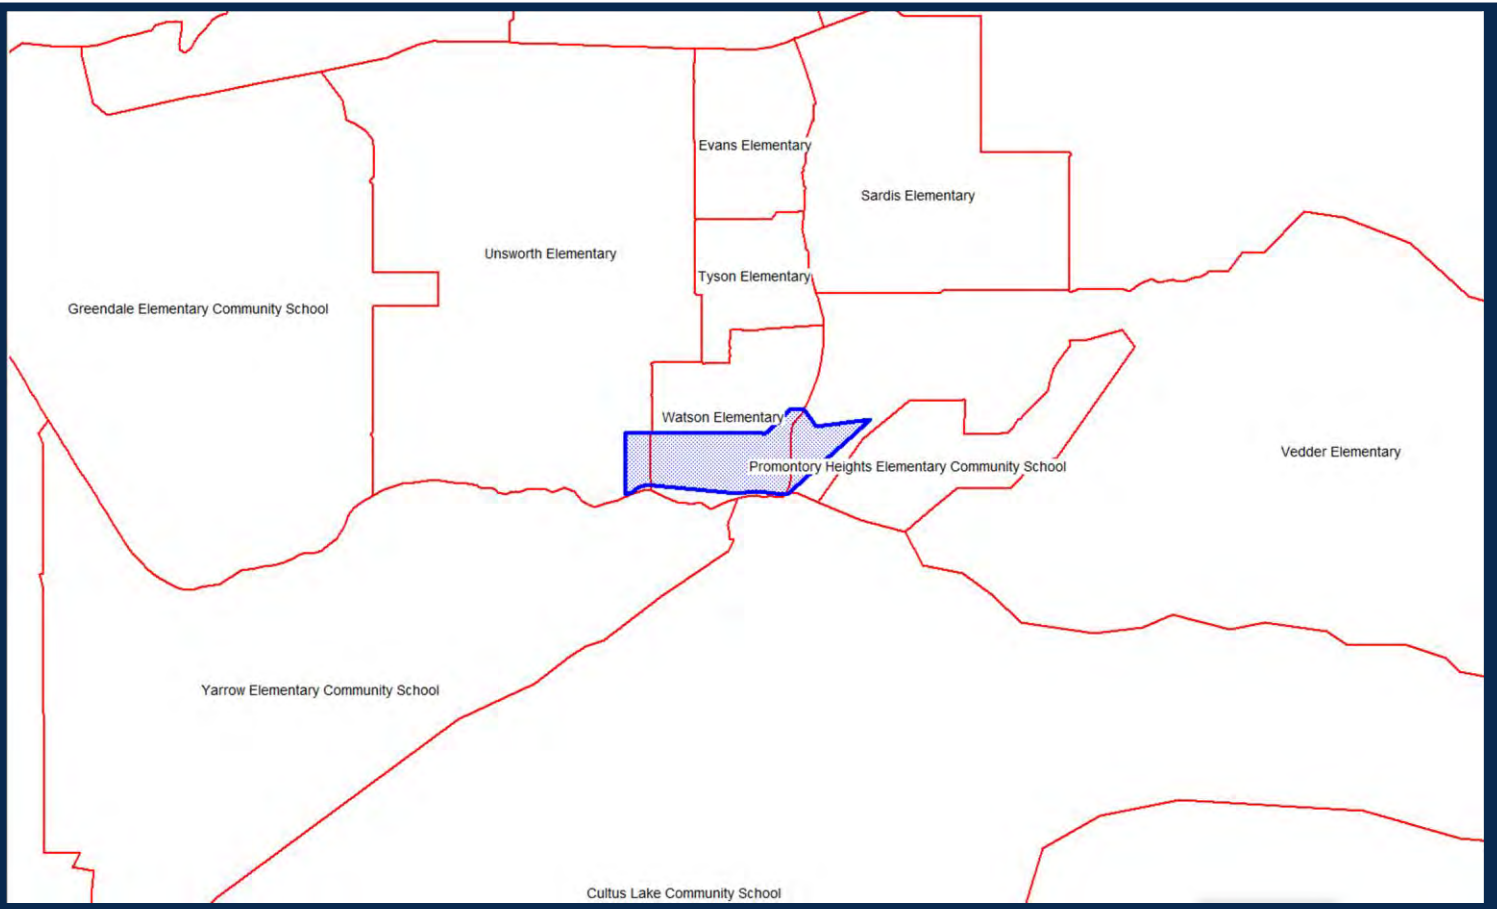 Evans Elementary
Sardis Elementary
Unsworth Elementary
Tyson Elementary
Greendale Elementary Community School
Watson Elementary
Vedder Elementary
Promontory Heights Elementary Community School
Yarrow Elementary Community School
Cultus Lake Community School